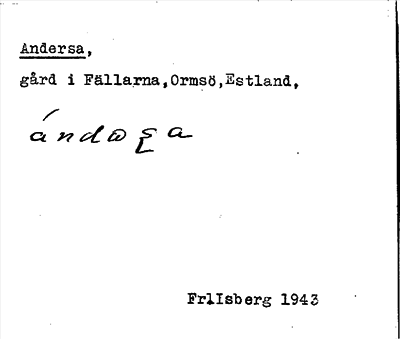 Andersa,
gård i Fällarna,Ormsö,Estland,
FrlIsberg 1943